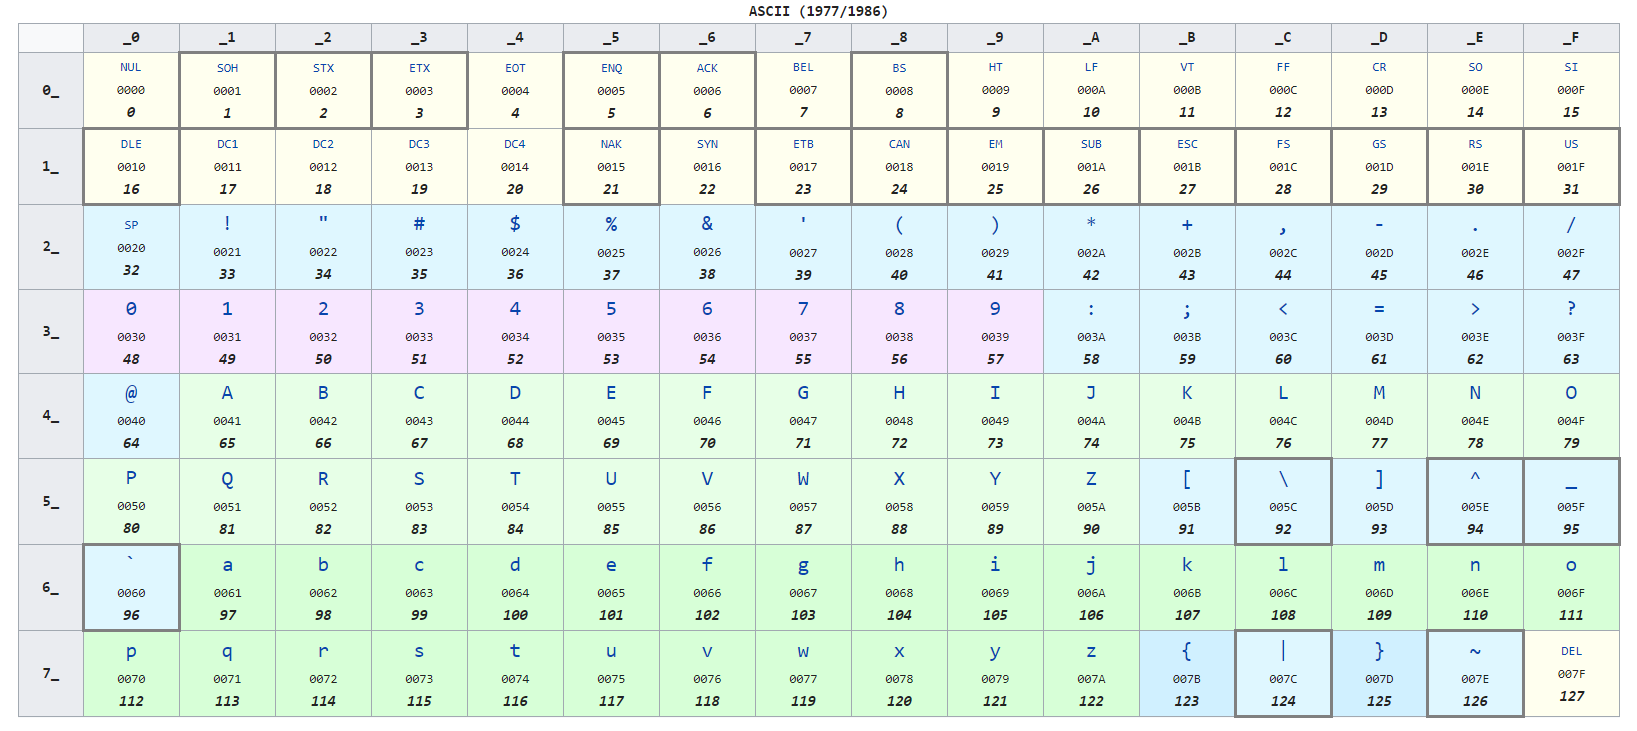 ASCII (1977/1986)
_0 _1 _2 _3 _4 _5 _6 _7 _8 _9 _A _B _C _D _E _F
0_
NUL SOH STX ETX EOT ENQ ACK BEL BS HT LF VT FF CR SO SI
0000 0001 0002 0003 0004 0005 0006 0007 0008 0009 000A 000B 000C 000D 000E 000F
0 1 2 3 4 5 6 7 8 9 10 11 12 13 14 15
1_
DLE DC1 DC2 DC3 DC4 NAK SYN ETB CAN EM SUB ESC FS GS RS US
0010 0011 0012 0013 0014 0015 0016 0017 0018 0019 001A 001B 001C 001D 001E 001F
16 17 18 19 20 21 22 23 24 25 26 27 28 29 30 31
2_
SP ! " # $ % & ' ( ) * + , - . /
0020 0021 0022 0023 0024 0025 0026 0027 0028 0029 002A 002B 002C 002D 002E 002F
32 33 34 35 36 37 38 39 40 41 42 43 44 45 46 47
3_
0 1 2 3 4 5 6 7 8 9 : ; < = > ?
0030 0031 0032 0033 0034 0035 0036 0037 0038 0039 003A 003B 003C 003D 003E 003F
48 49 50 51 52 53 54 55 56 57 58 59 60 61 62 63
4_
@ A B C D E F G H I J K L M N O
0040 0041 0042 0043 0044 0045 0046 0047 0048 0049 004A 004B 004C 004D 004E 004F
64 65 66 67 68 69 70 71 72 73 74 75 76 77 78 79
5_
P Q R S T U V W X Y Z [ \ ] ^ _
0050 0051 0052 0053 0054 0055 0056 0057 0058 0059 005A 005B 005C 005D 005E 005F
80 81 82 83 84 85 86 87 88 89 90 91 92 93 94 95
6_
` a b c d e f g h i j k l m n o
0060 0061 0062 0063 0064 0065 0066 0067 0068 0069 006A 006B 006C 006D 006E 006F
96 97 98 99 100 101 102 103 104 105 106 107 108 109 110 111
7_
p q r s t u v w x y z { | } ~ DEL
0070 0071 0072 0073 0074 0075 0076 0077 0078 0079 007A 007B 007C 007D 007E 007F
112 113 114 115 116 117 118 119 120 121 122 123 124 125 126 127